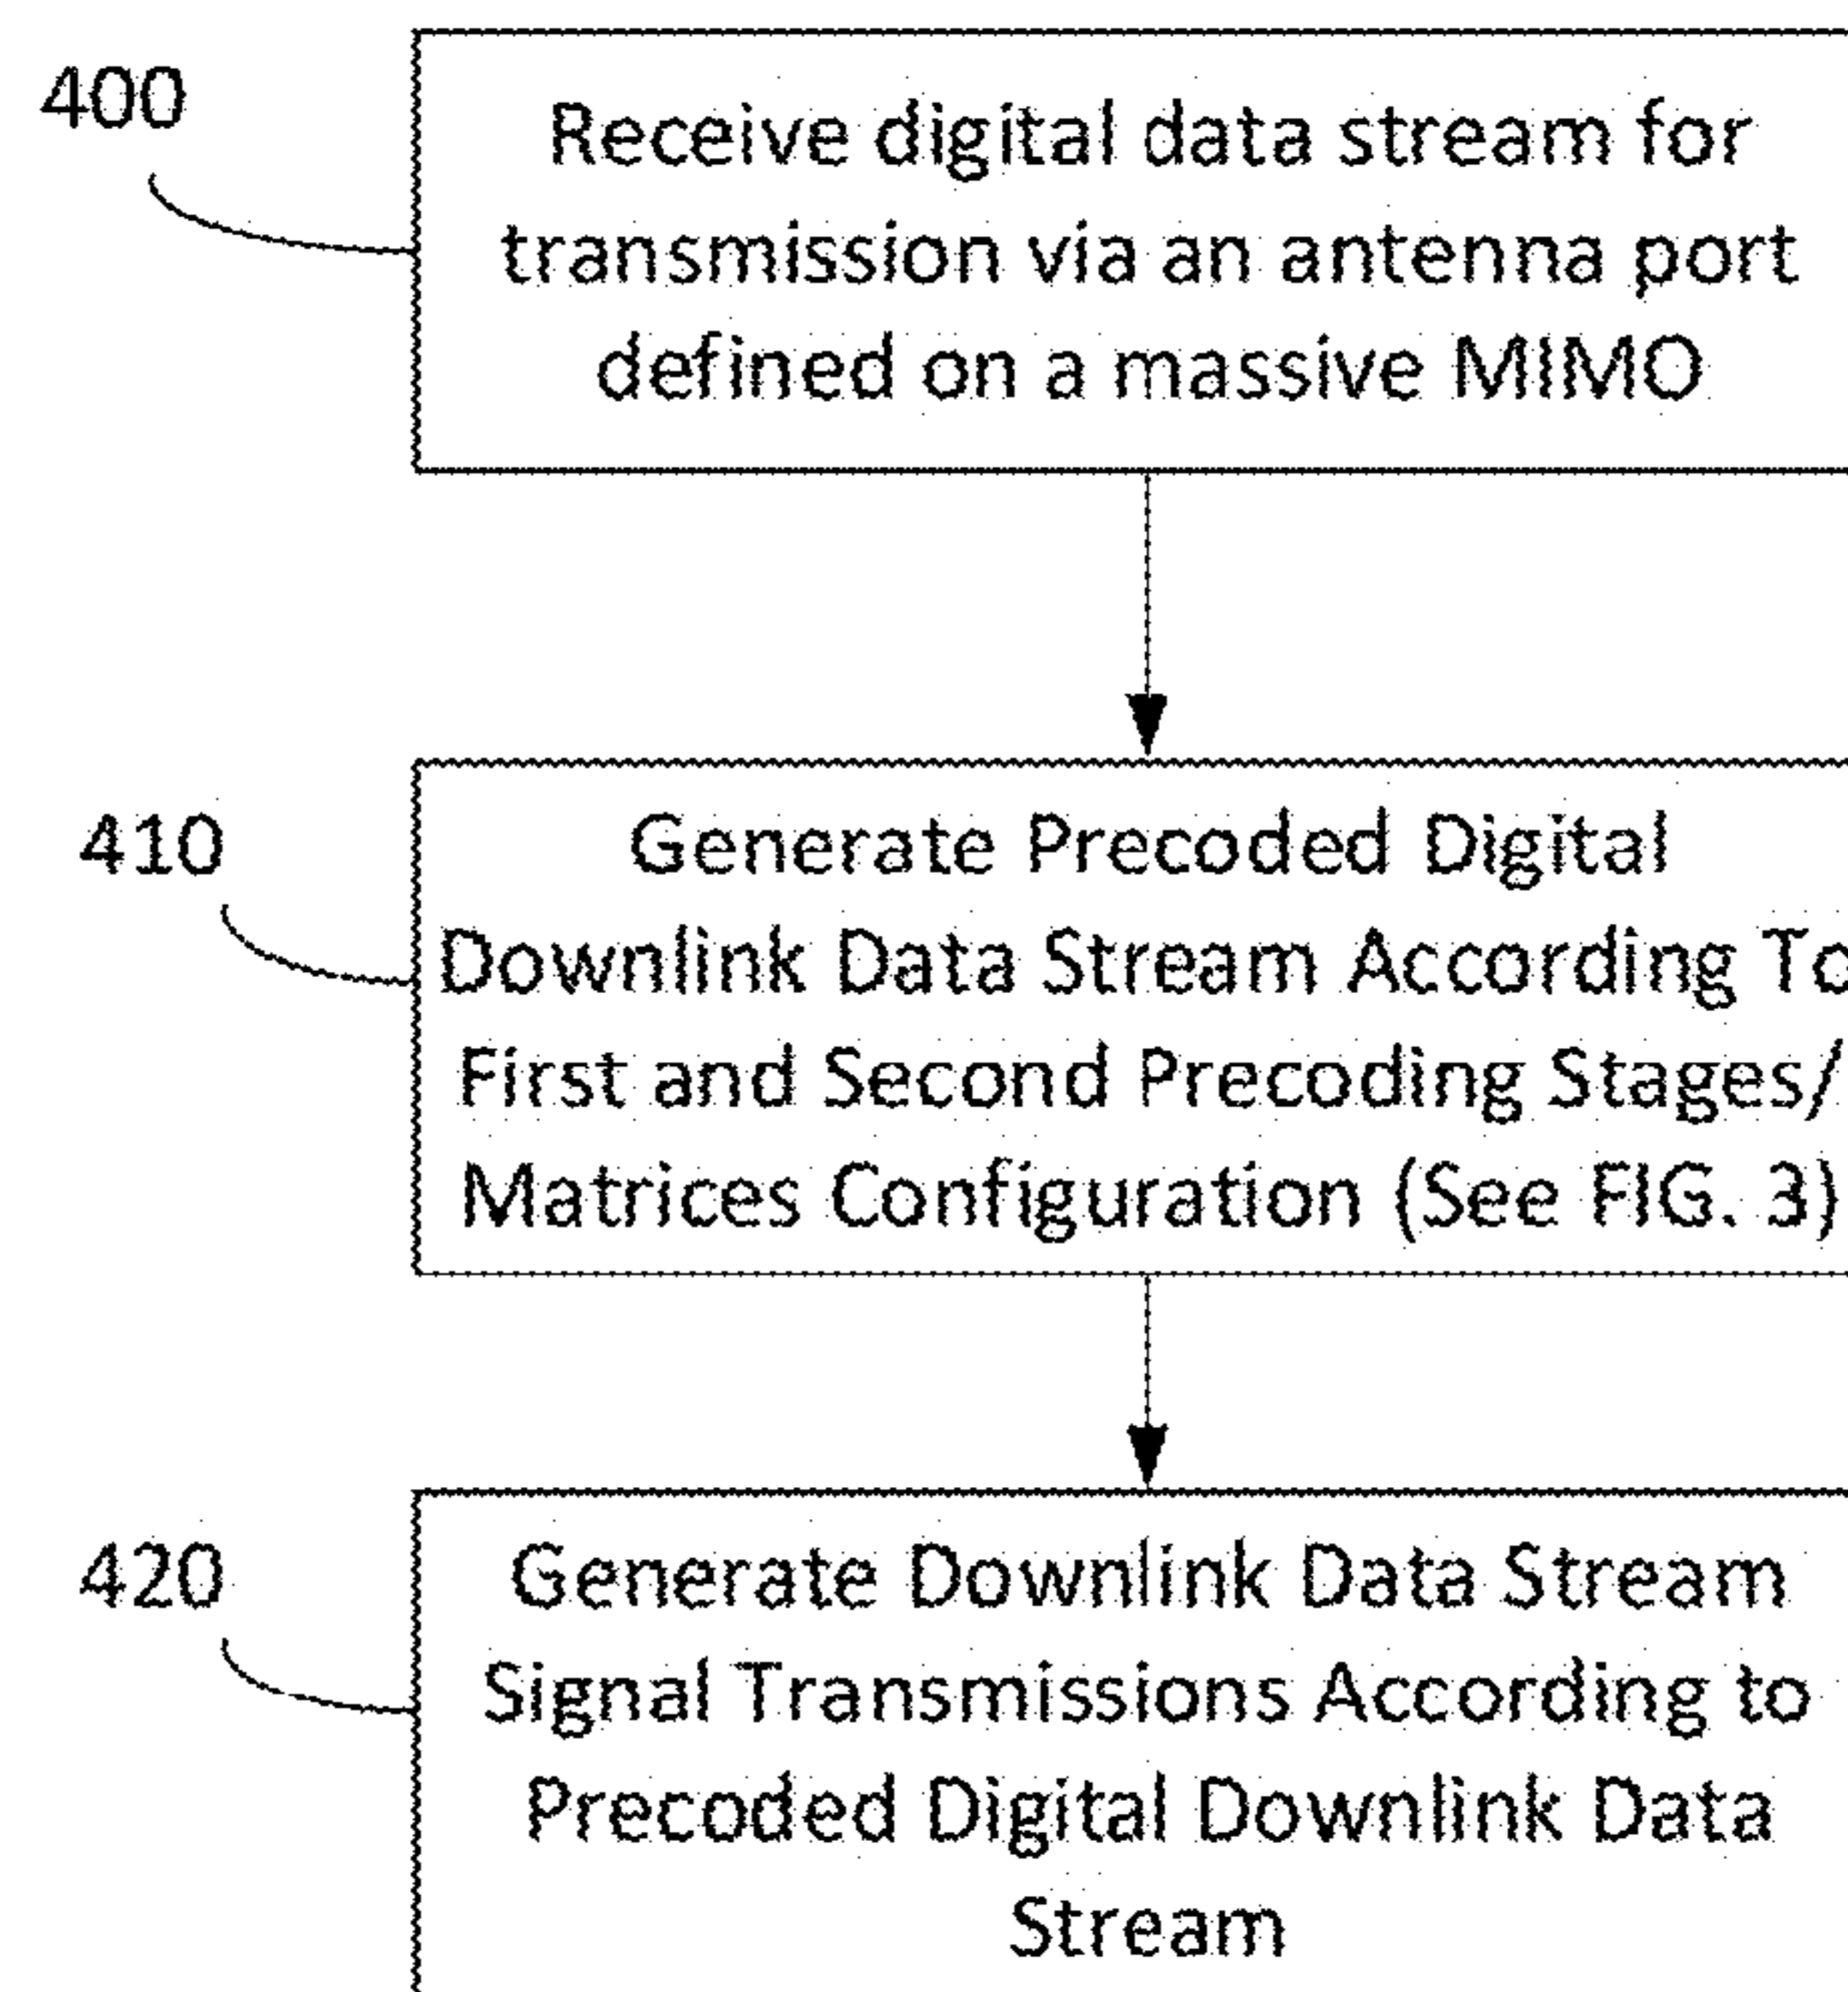 400
Receive digital data stream for
transmission via an antenna port
defined on a massive MIMO
410
Generate Precoded Digital
Downlink Data Stream According To
First and Second Precoding Stages/
Matrices Configuration (See FIG. 3)
420
Generate Downlink Data Stream
Signal Transmissions According to
Precoded Digital Downlink Data
Stream